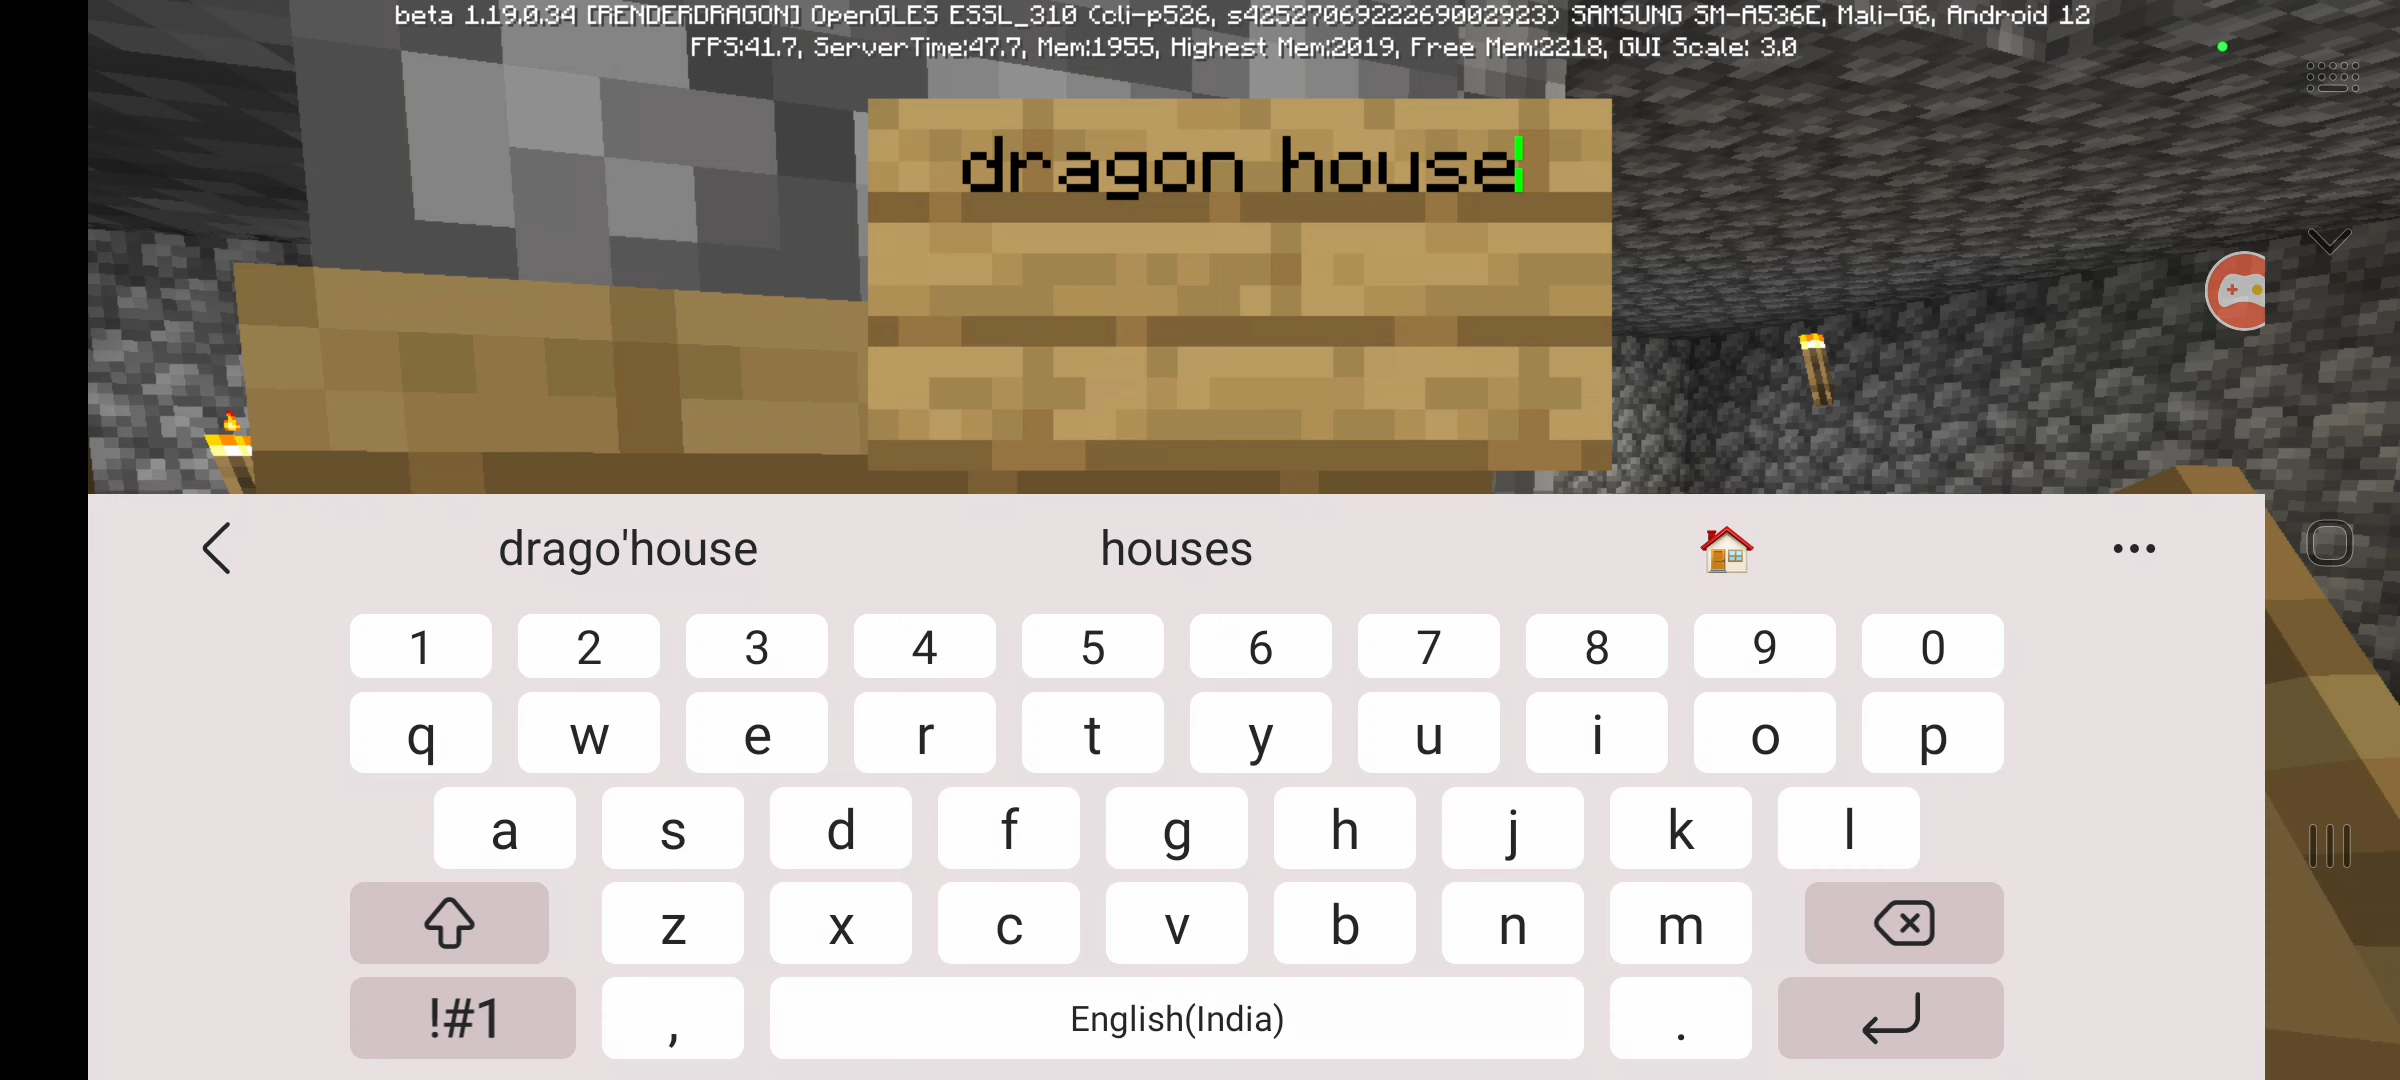 beta 1.19.0.34 [RENDERDRAGON] OpenGLES ESSL_310 (cli-p526, s42527069222269002923) SAMSUNG SM-A536E, Mali-G6, Android 12
FPS:41.7, ServerTime:47.7, Mem:1955, Highest Mem:2019, Free Mem:2218, GUI Scale: 3.0
dragon house
drago'house houses
1 2 3 4 5 6 7 8 9 0
q w e r t y u i o p
a s d f g h j k l
z x c v b n m
!#1 , English(India) .